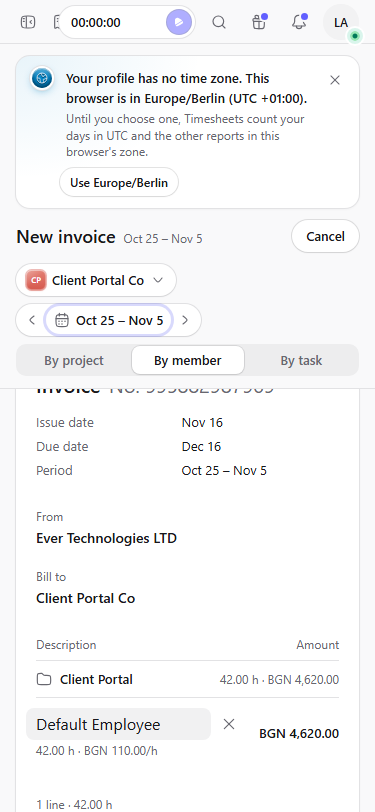 00:00:00
LA
Your profile has no time zone. This
browser is in Europe/Berlin (UTC +01:00).
Until you choose one, Timesheets count your
days in UTC and the other reports in this
browser's zone.
Use Europe/Berlin
New invoice Oct 25 – Nov 5
Cancel
CP Client Portal Co
Oct 25 – Nov 5
By project By member By task
Issue date Nov 16
Due date Dec 16
Period Oct 25 – Nov 5
From
Ever Technologies LTD
Bill to
Client Portal Co
Description Amount
Client Portal 42.00 h · BGN 4,620.00
Default Employee
BGN 4,620.00
42.00 h · BGN 110.00/h
1 line · 42.00 h